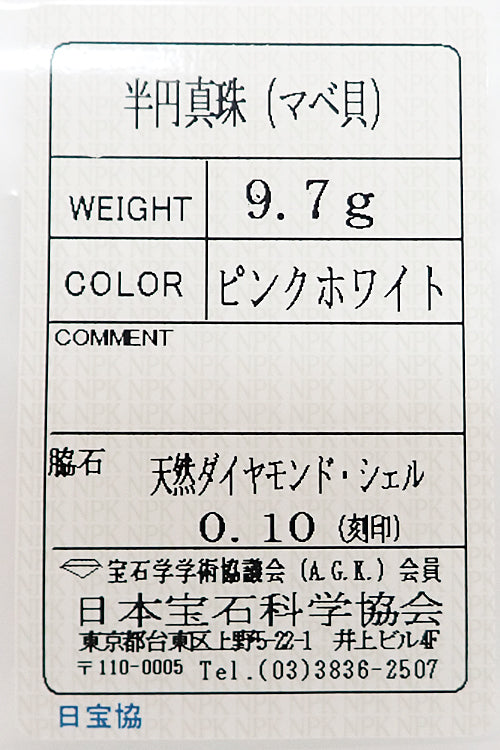 半円真珠(マベ貝)
WEIGHT 9.7g
COLOR ピンクホワイト
COMMENT
脇石 天然ダイヤモンド・シェル
0.10 (刻印)
宝石学学術協議会 (A.G.K.) 会員
日本宝石科学協会
東京都台東区上野5-22-1 井上ビル4F
〒110-0005 Tel.(03)3836-2507
日宝協